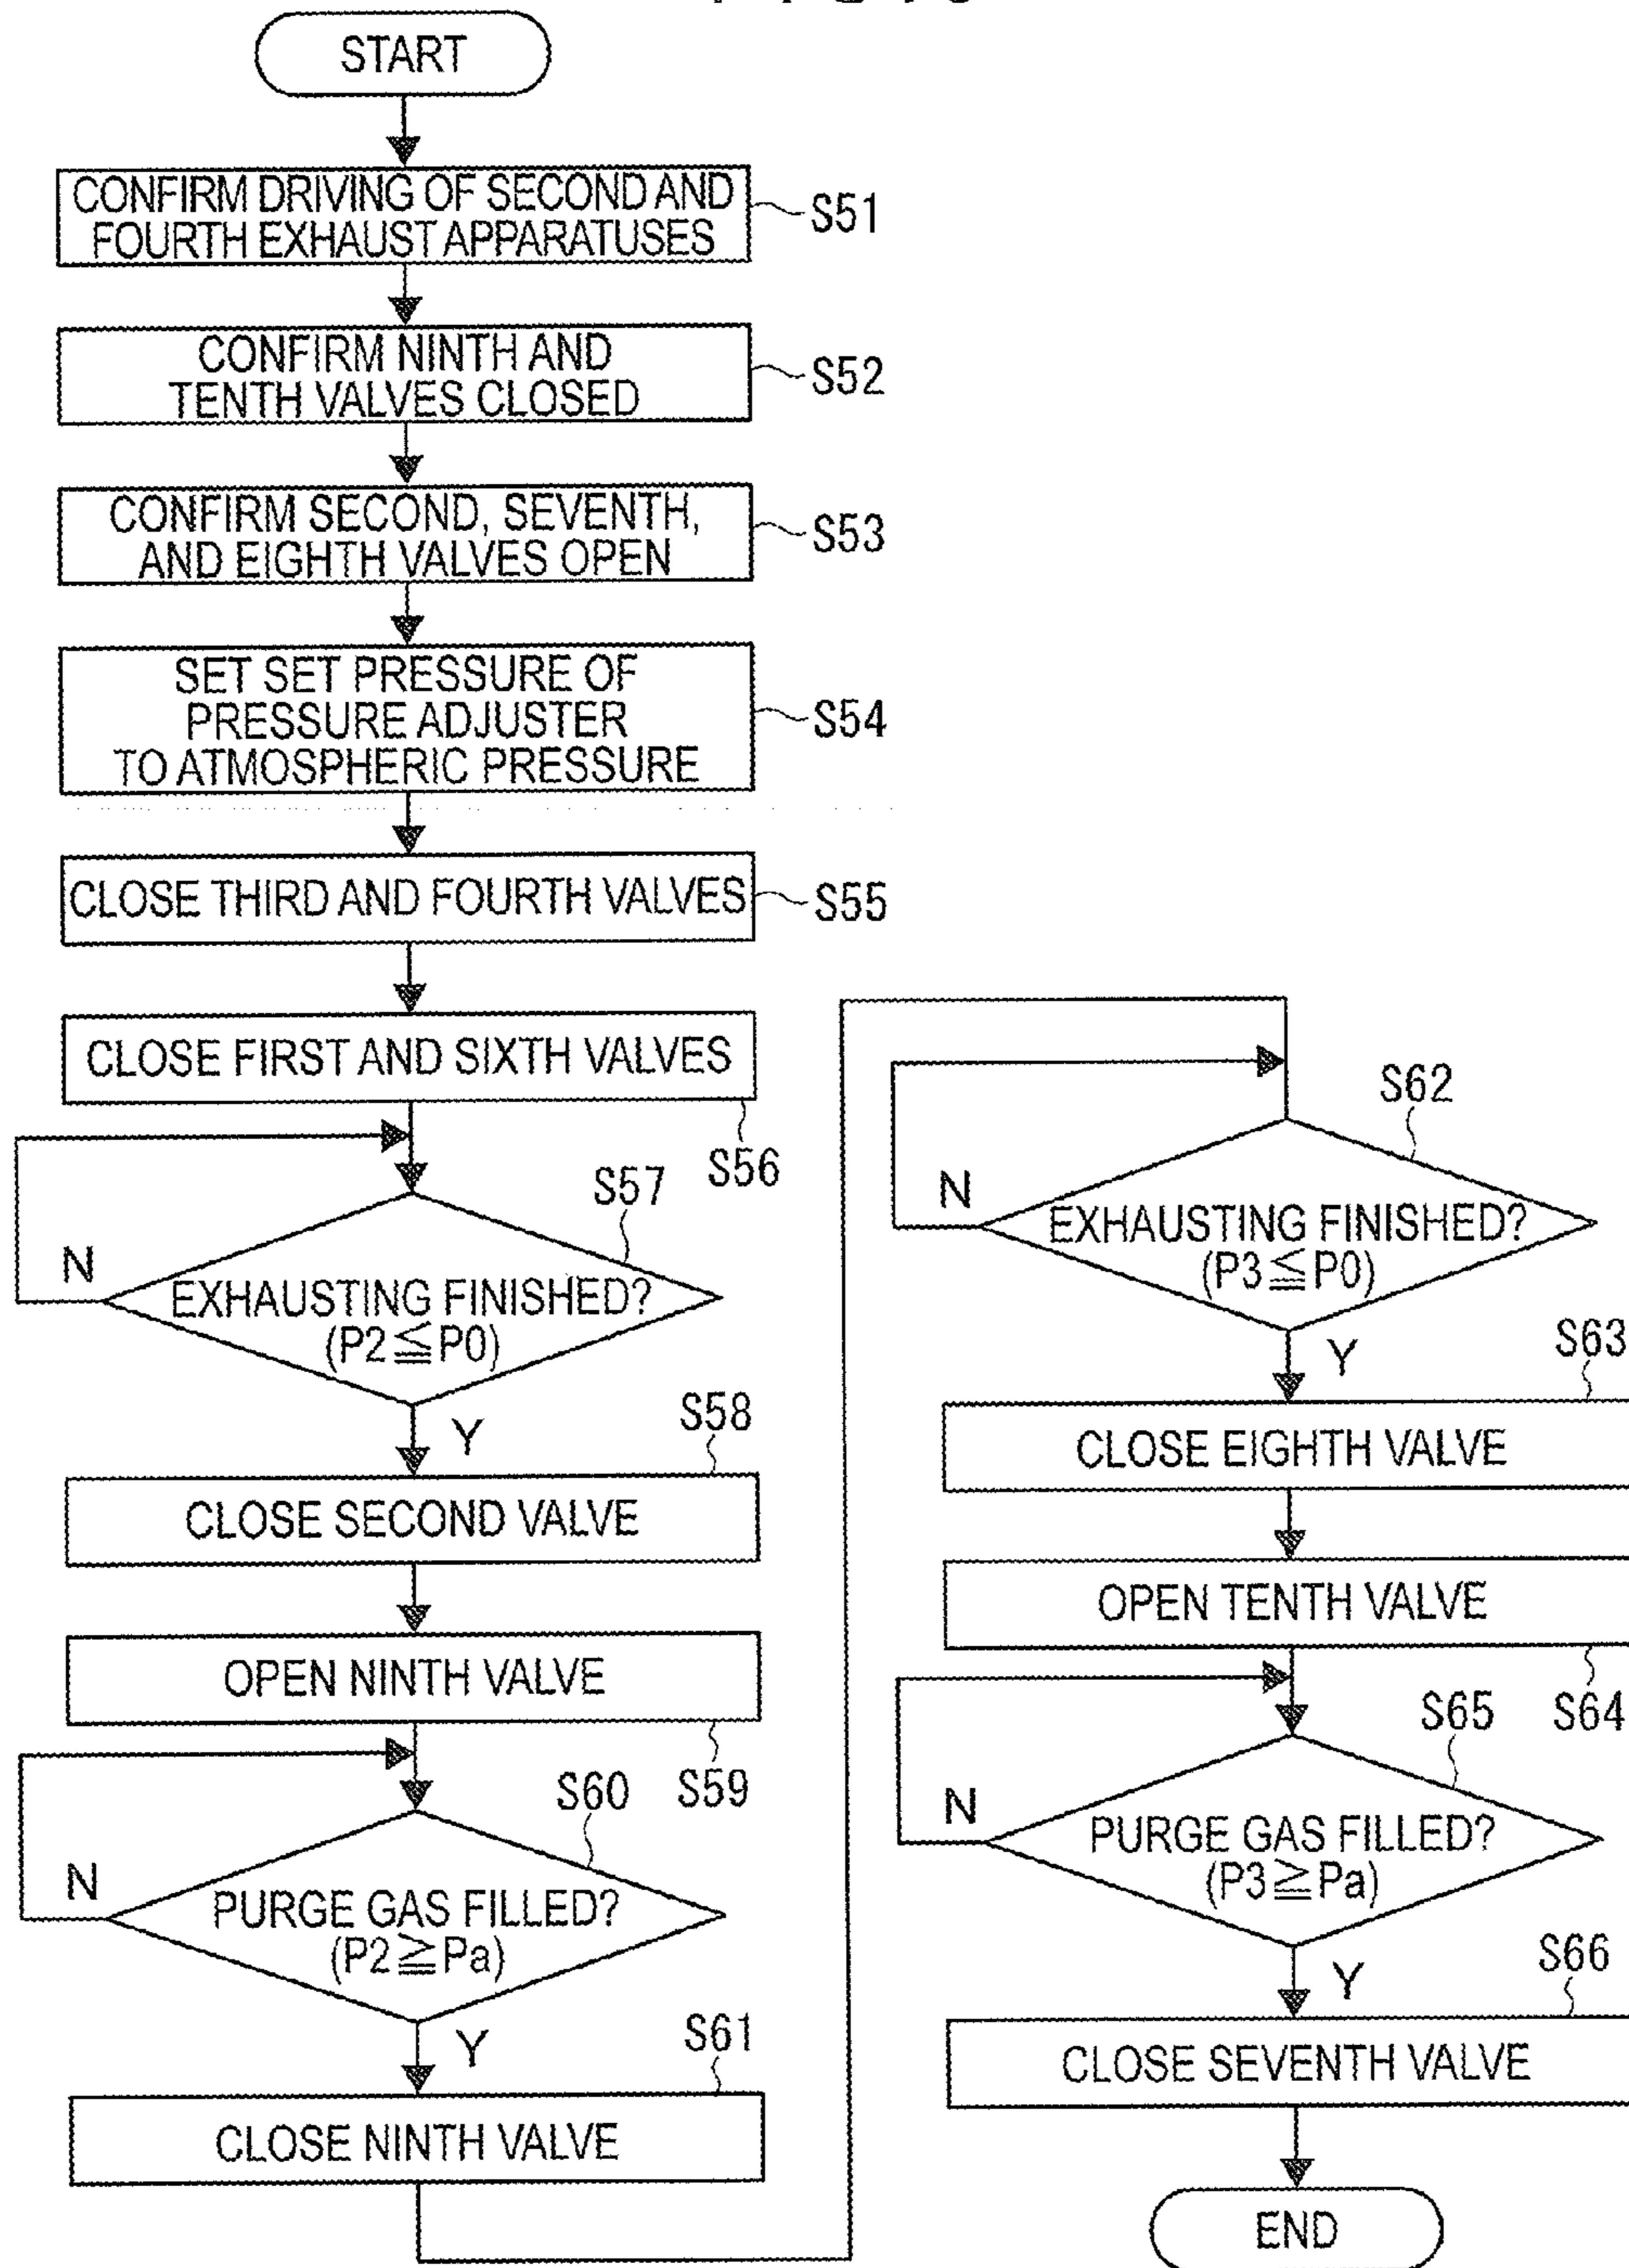 START
CONFIRM DRIVING OF SECOND AND
FOURTH EXHAUST APPARATUSES
S51
CONFIRM NINTH AND
TENTH VALVES CLOSED
S52
CONFIRM SECOND, SEVENTH,
AND EIGHTH VALVES OPEN
S53
SET SET PRESSURE OF
PRESSURE ADJUSTER
TO ATMOSPHERIC PRESSURE
S54
CLOSE THIRD AND FOURTH VALVES
S55
CLOSE FIRST AND SIXTH VALVES
S56
S57
N
EXHAUSTING FINISHED?
(P2≦P0)
Y
S58
CLOSE SECOND VALVE
OPEN NINTH VALVE
S59
S60
N
PURGE GAS FILLED?
(P2≧Pa)
Y
S61
CLOSE NINTH VALVE
S62
N
EXHAUSTING FINISHED?
(P3≦P0)
Y
S63
CLOSE EIGHTH VALVE
OPEN TENTH VALVE
S64
S65
N
PURGE GAS FILLED?
(P3≧Pa)
Y
S66
CLOSE SEVENTH VALVE
END